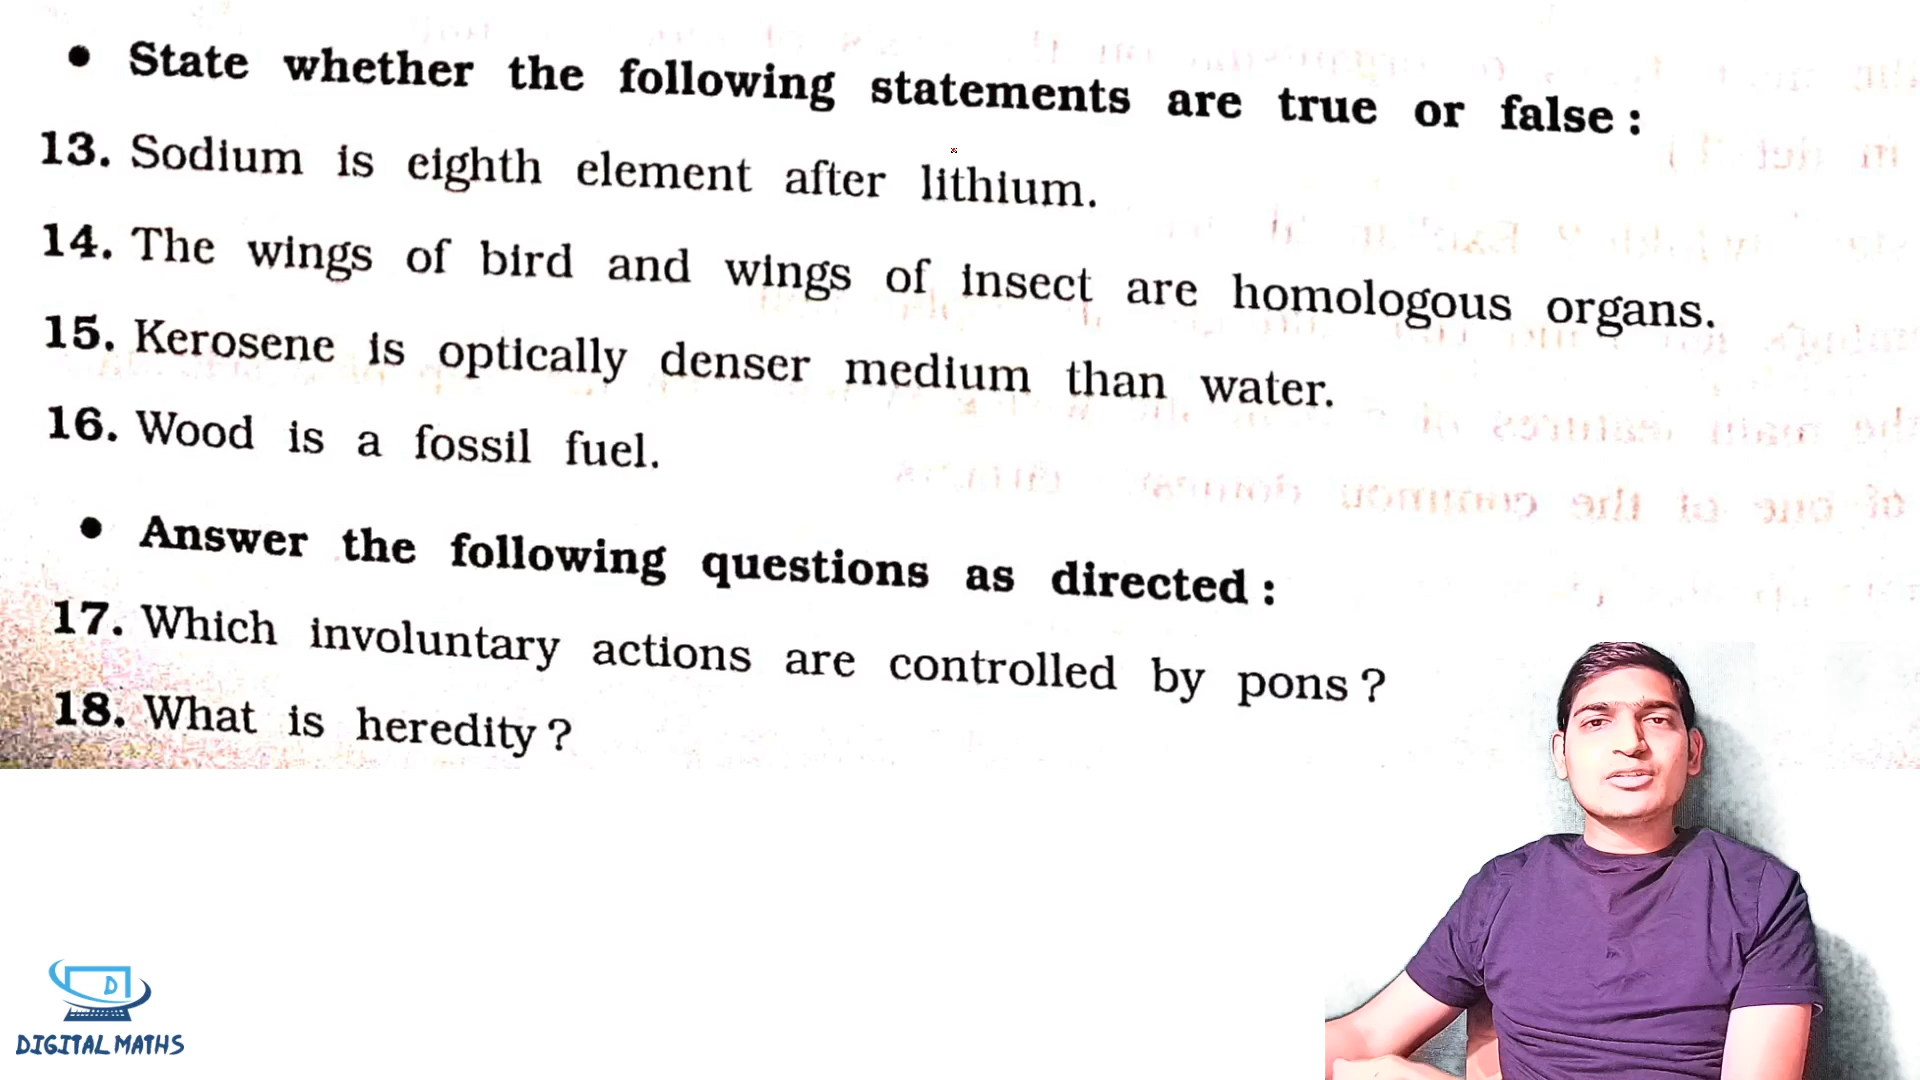 • State whether the following statements are true or false :
13. Sodium is eighth element after lithium.
14. The wings of bird and wings of insect are homologous organs.
15. Kerosene is optically denser medium than water.
16. Wood is a fossil fuel.
• Answer the following questions as directed :
17. Which involuntary actions are controlled by pons ?
18. What is heredity ?
D
DIGITAL MATHS